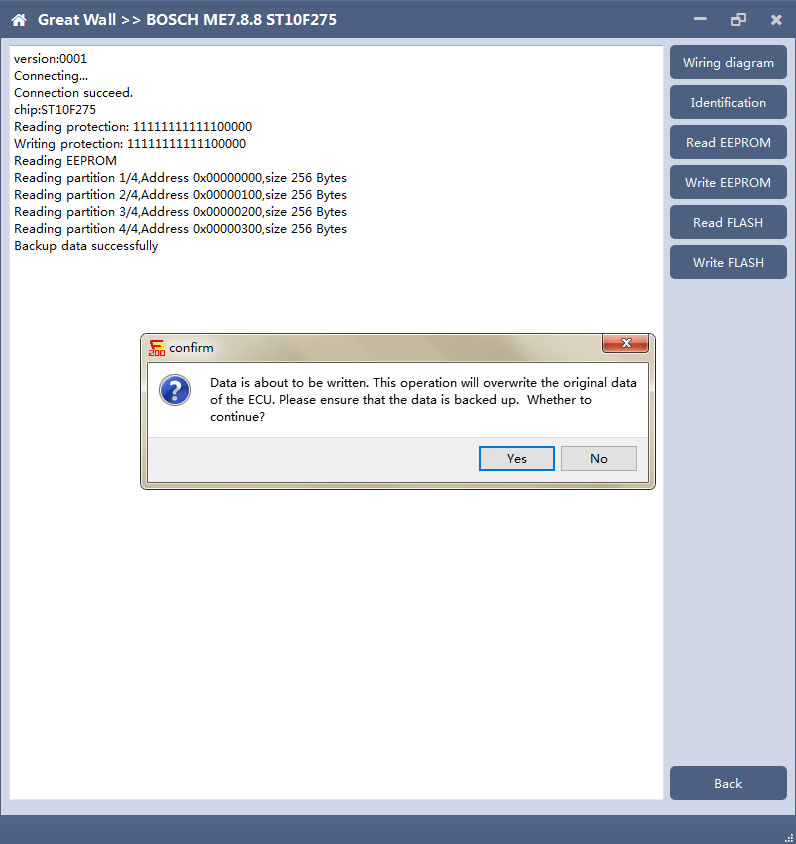 Great Wall >> BOSCH ME7.8.8 ST10F275
version:0001
Connecting...
Connection succeed.
chip:ST10F275
Reading protection: 11111111111100000
Writing protection: 11111111111100000
Reading EEPROM
Reading partition 1/4,Address 0x00000000,size 256 Bytes
Reading partition 2/4,Address 0x00000100,size 256 Bytes
Reading partition 3/4,Address 0x00000200,size 256 Bytes
Reading partition 4/4,Address 0x00000300,size 256 Bytes
Backup data successfully
Wiring diagram
Identification
Read EEPROM
Write EEPROM
Read FLASH
Write FLASH
F
200
confirm
Data is about to be written. This operation will overwrite the original data
of the ECU. Please ensure that the data is backed up.  Whether to
continue?
Yes
No
Back